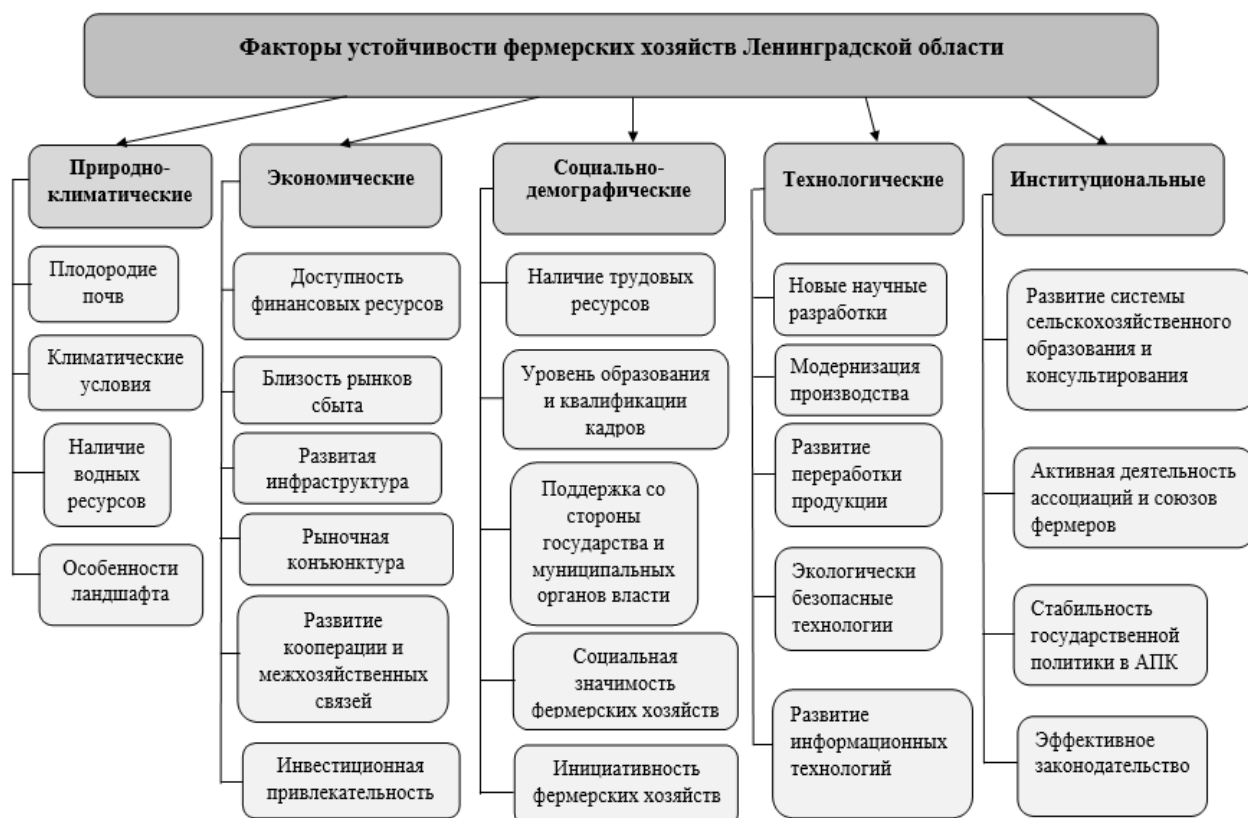 Факторы устойчивости фермерских хозяйств Ленинградской области
Природно-
климатические
Плодородие
почв
Климатические
условия
Наличие
водных
ресурсов
Особенности
ландшафта
Экономические
Доступность
финансовых ресурсов
Близость рынков
сбыта
Развитая
инфраструктура
Рыночная
конъюнктура
Развитие
кооперации и
межхозяйственных
связей
Инвестиционная
привлекательность
Социально-
демографические
Наличие трудовых
ресурсов
Уровень образования
и квалификации
кадров
Поддержка со
стороны
государства и
муниципальных
органов власти
Социальная
значимость
фермерских хозяйств
Инициативность
фермерских хозяйств
Технологические
Новые научные
разработки
Модернизация
производства
Развитие
переработки
продукции
Экологически
безопасные
технологии
Развитие
информационных
технологий
Институциональные
Развитие системы
сельскохозяйственного
образования и
консультирования
Активная деятельность
ассоциаций и союзов
фермеров
Стабильность
государственной
политики в АПК
Эффективное
законодательство